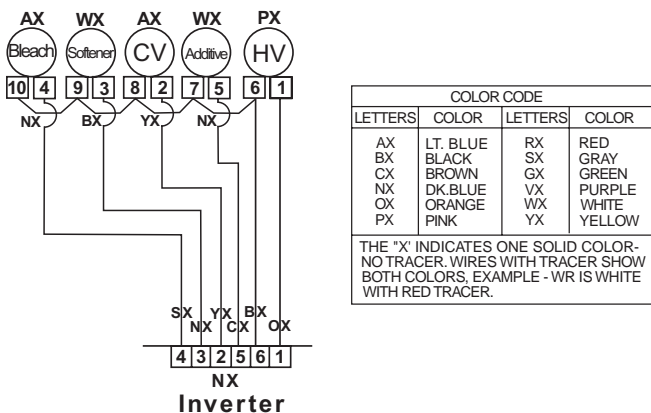 AX WX AX WX PX
Bleach Softener CV Additive HV
10 4 9 3 8 2 7 5 6 1
NX BX YX NX
SX NX YX CX BX OX
4 3 2 5 6 1
NX
Inverter
COLOR CODE
LETTERS COLOR LETTERS COLOR
AX LT. BLUE RX RED
BX BLACK SX GRAY
CX BROWN GX GREEN
NX DK.BLUE VX PURPLE
OX ORANGE WX WHITE
PX PINK YX YELLOW
THE "X' INDICATES ONE SOLID COLOR-
NO TRACER. WIRES WITH TRACER SHOW
BOTH COLORS, EXAMPLE - WR IS WHITE
WITH RED TRACER.